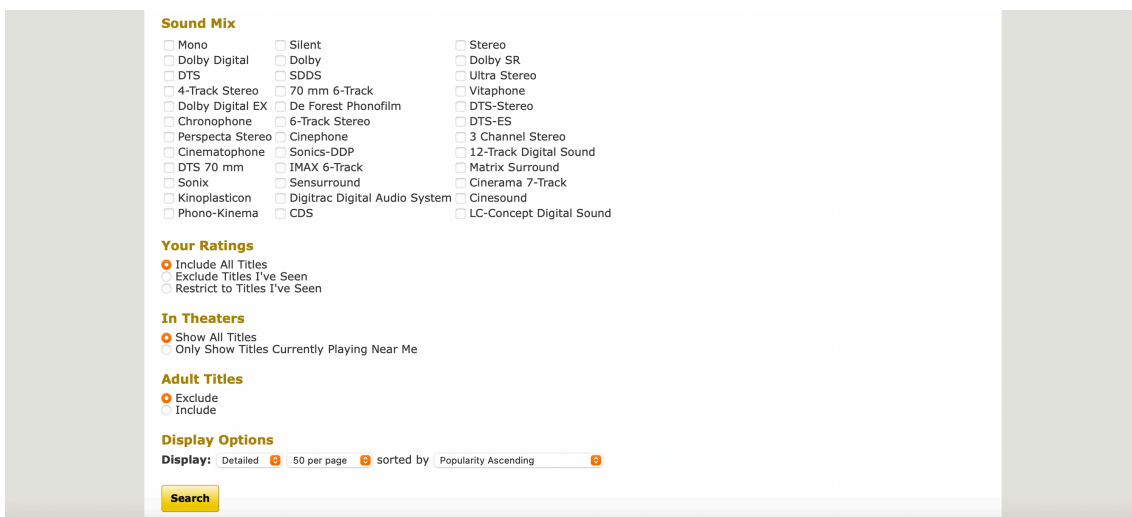 Sound Mix
Mono Silent Stereo
Dolby Digital Dolby Dolby SR
DTS SDDS Ultra Stereo
4-Track Stereo 70 mm 6-Track Vitaphone
Dolby Digital EX De Forest Phonofilm DTS-Stereo
Chronophone 6-Track Stereo DTS-ES
Perspecta Stereo Cinephone 3 Channel Stereo
Cinematophone Sonics-DDP 12-Track Digital Sound
DTS 70 mm IMAX 6-Track Matrix Surround
Sonix Sensurround Cinerama 7-Track
Kinoplasticon Digitrac Digital Audio System Cinesound
Phono-Kinema CDS LC-Concept Digital Sound
Your Ratings
Include All Titles
Exclude Titles I've Seen
Restrict to Titles I've Seen
In Theaters
Show All Titles
Only Show Titles Currently Playing Near Me
Adult Titles
Exclude
Include
Display Options
Display: Detailed 50 per page sorted by Popularity Ascending
Search